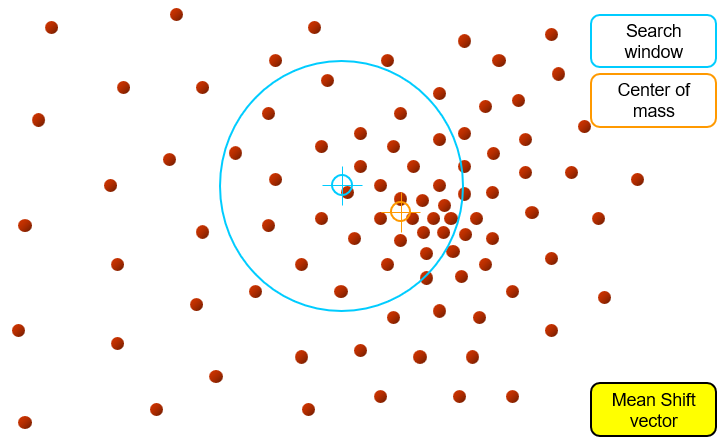 Search
window
Center of
mass
Mean Shift
vector